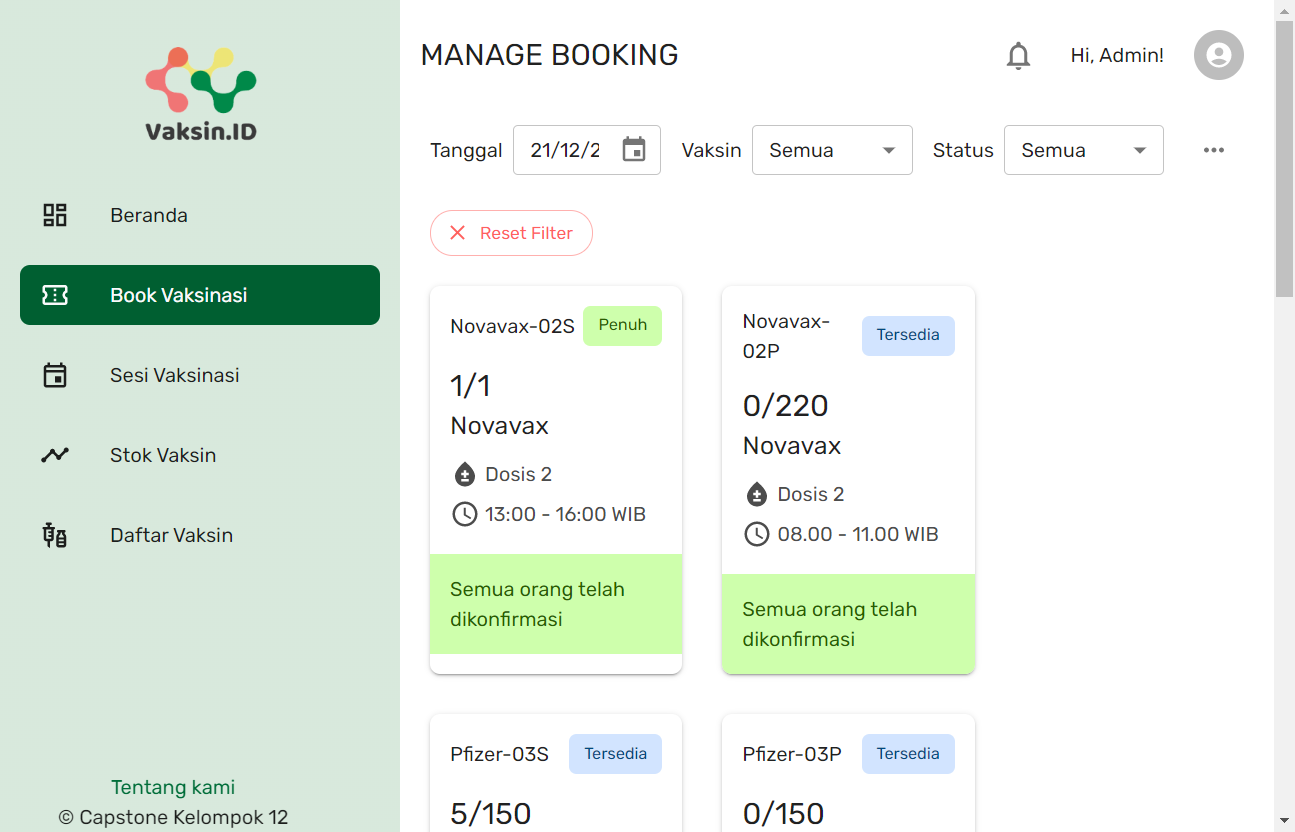 Vaksin.ID
Beranda
Book Vaksinasi
Sesi Vaksinasi
Stok Vaksin
Daftar Vaksin
Tentang kami
© Capstone Kelompok 12
MANAGE BOOKING
Hi, Admin!
Tanggal 21/12/2 Vaksin Semua Status Semua
Reset Filter
Novavax-02S Penuh
1/1
Novavax
Dosis 2
13:00 - 16:00 WIB
Semua orang telah
dikonfirmasi
Novavax-
02P
Tersedia
0/220
Novavax
Dosis 2
08.00 - 11.00 WIB
Semua orang telah
dikonfirmasi
Pfizer-03S Tersedia
5/150
Pfizer-03P Tersedia
0/150